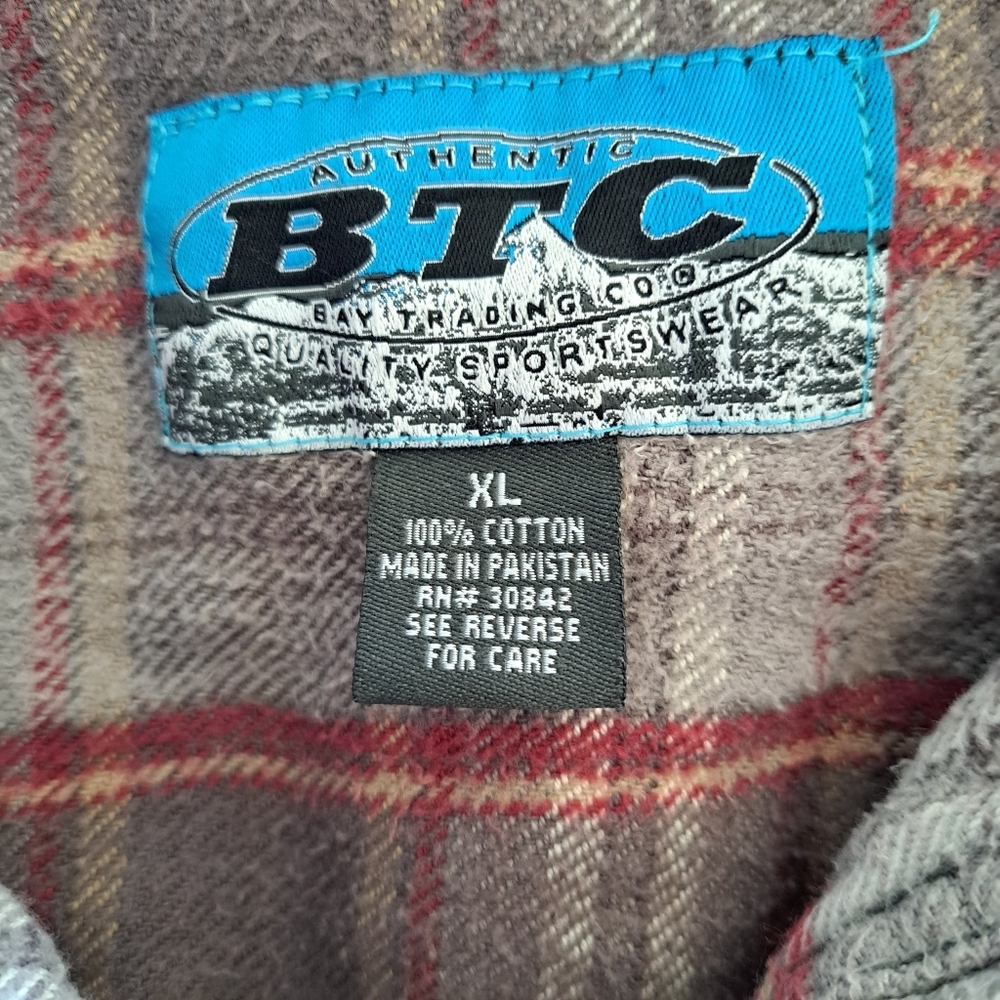 AUTHENTIC
BTC
BAY TRADING CO®
QUALITY SPORTSWEAR
XL
100% COTTON
MADE IN PAKISTAN
RN# 30842
SEE REVERSE
FOR CARE